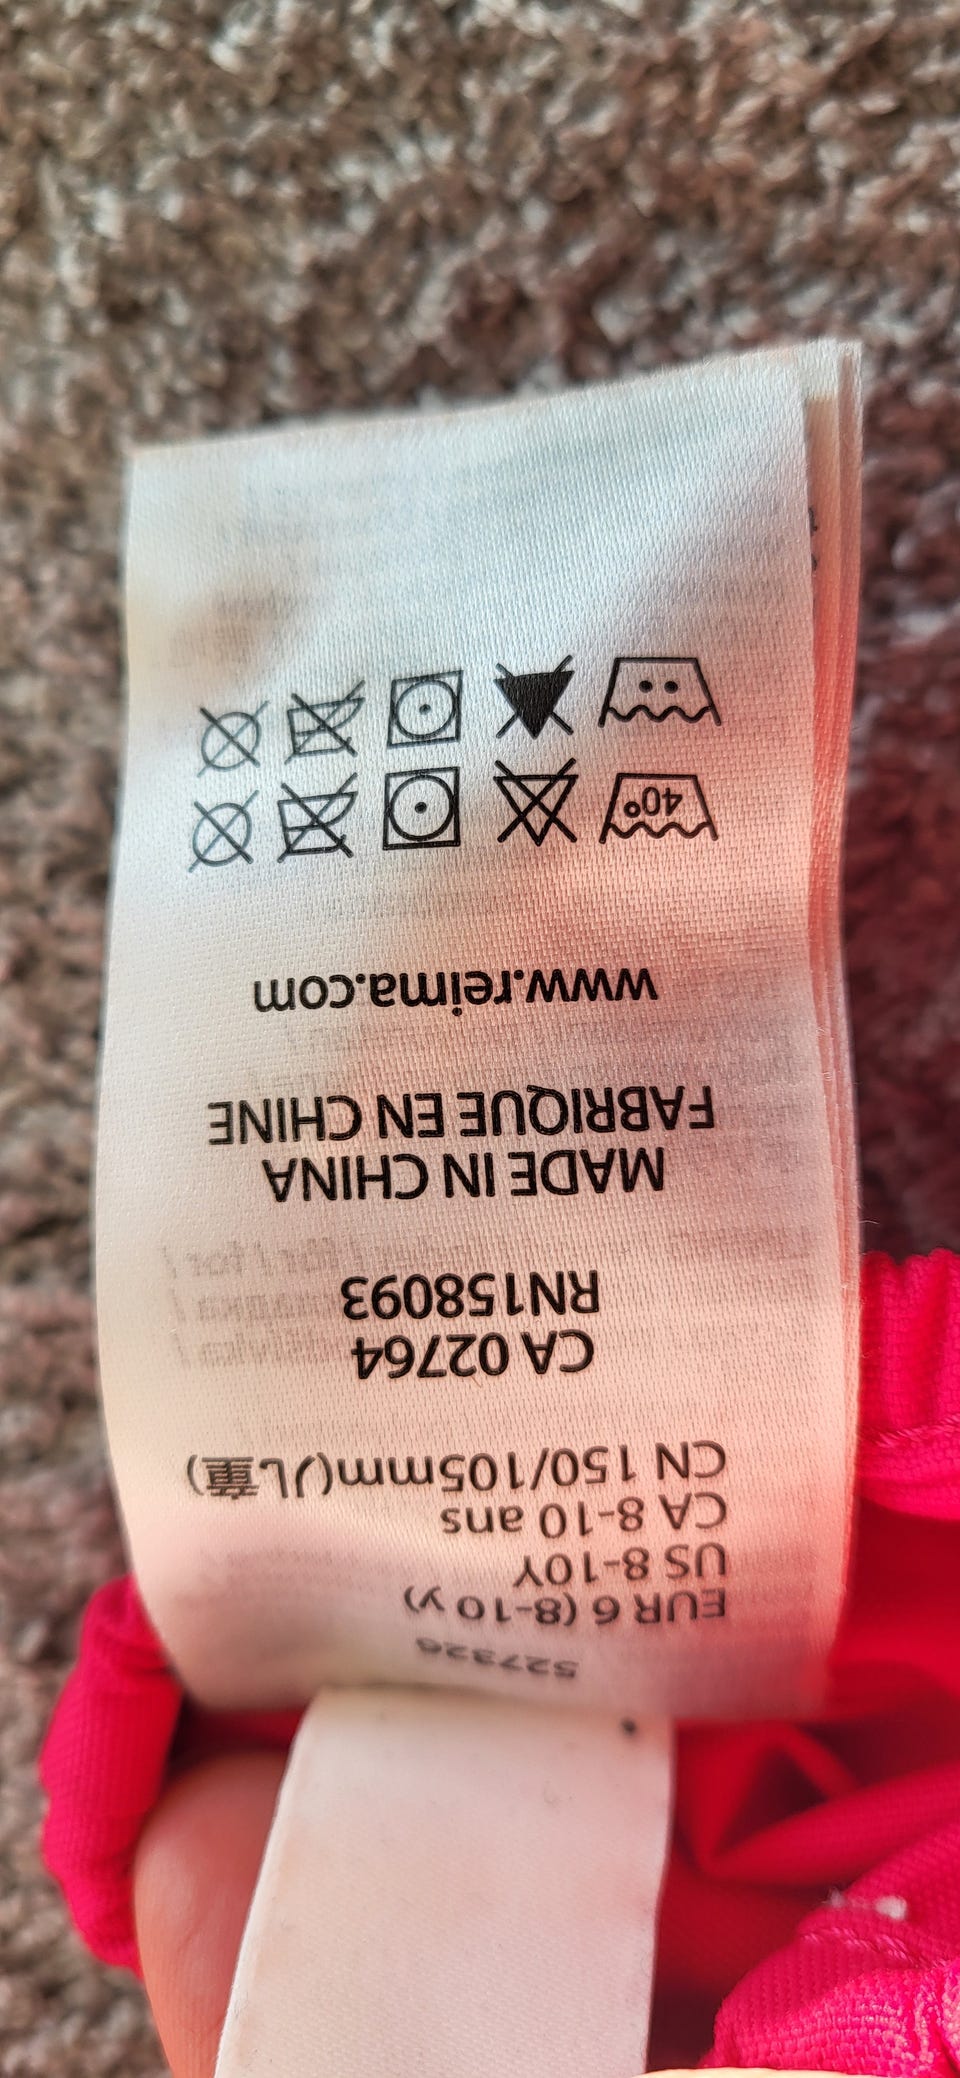 527326
EUR 6 (8-10 y)
US 8-10Y
CA 8-10 ans
CN 150/105mm(儿童)
CA 02764
RN158093
MADE IN CHINA
FABRIQUE EN CHINE
www.reima.com
40°